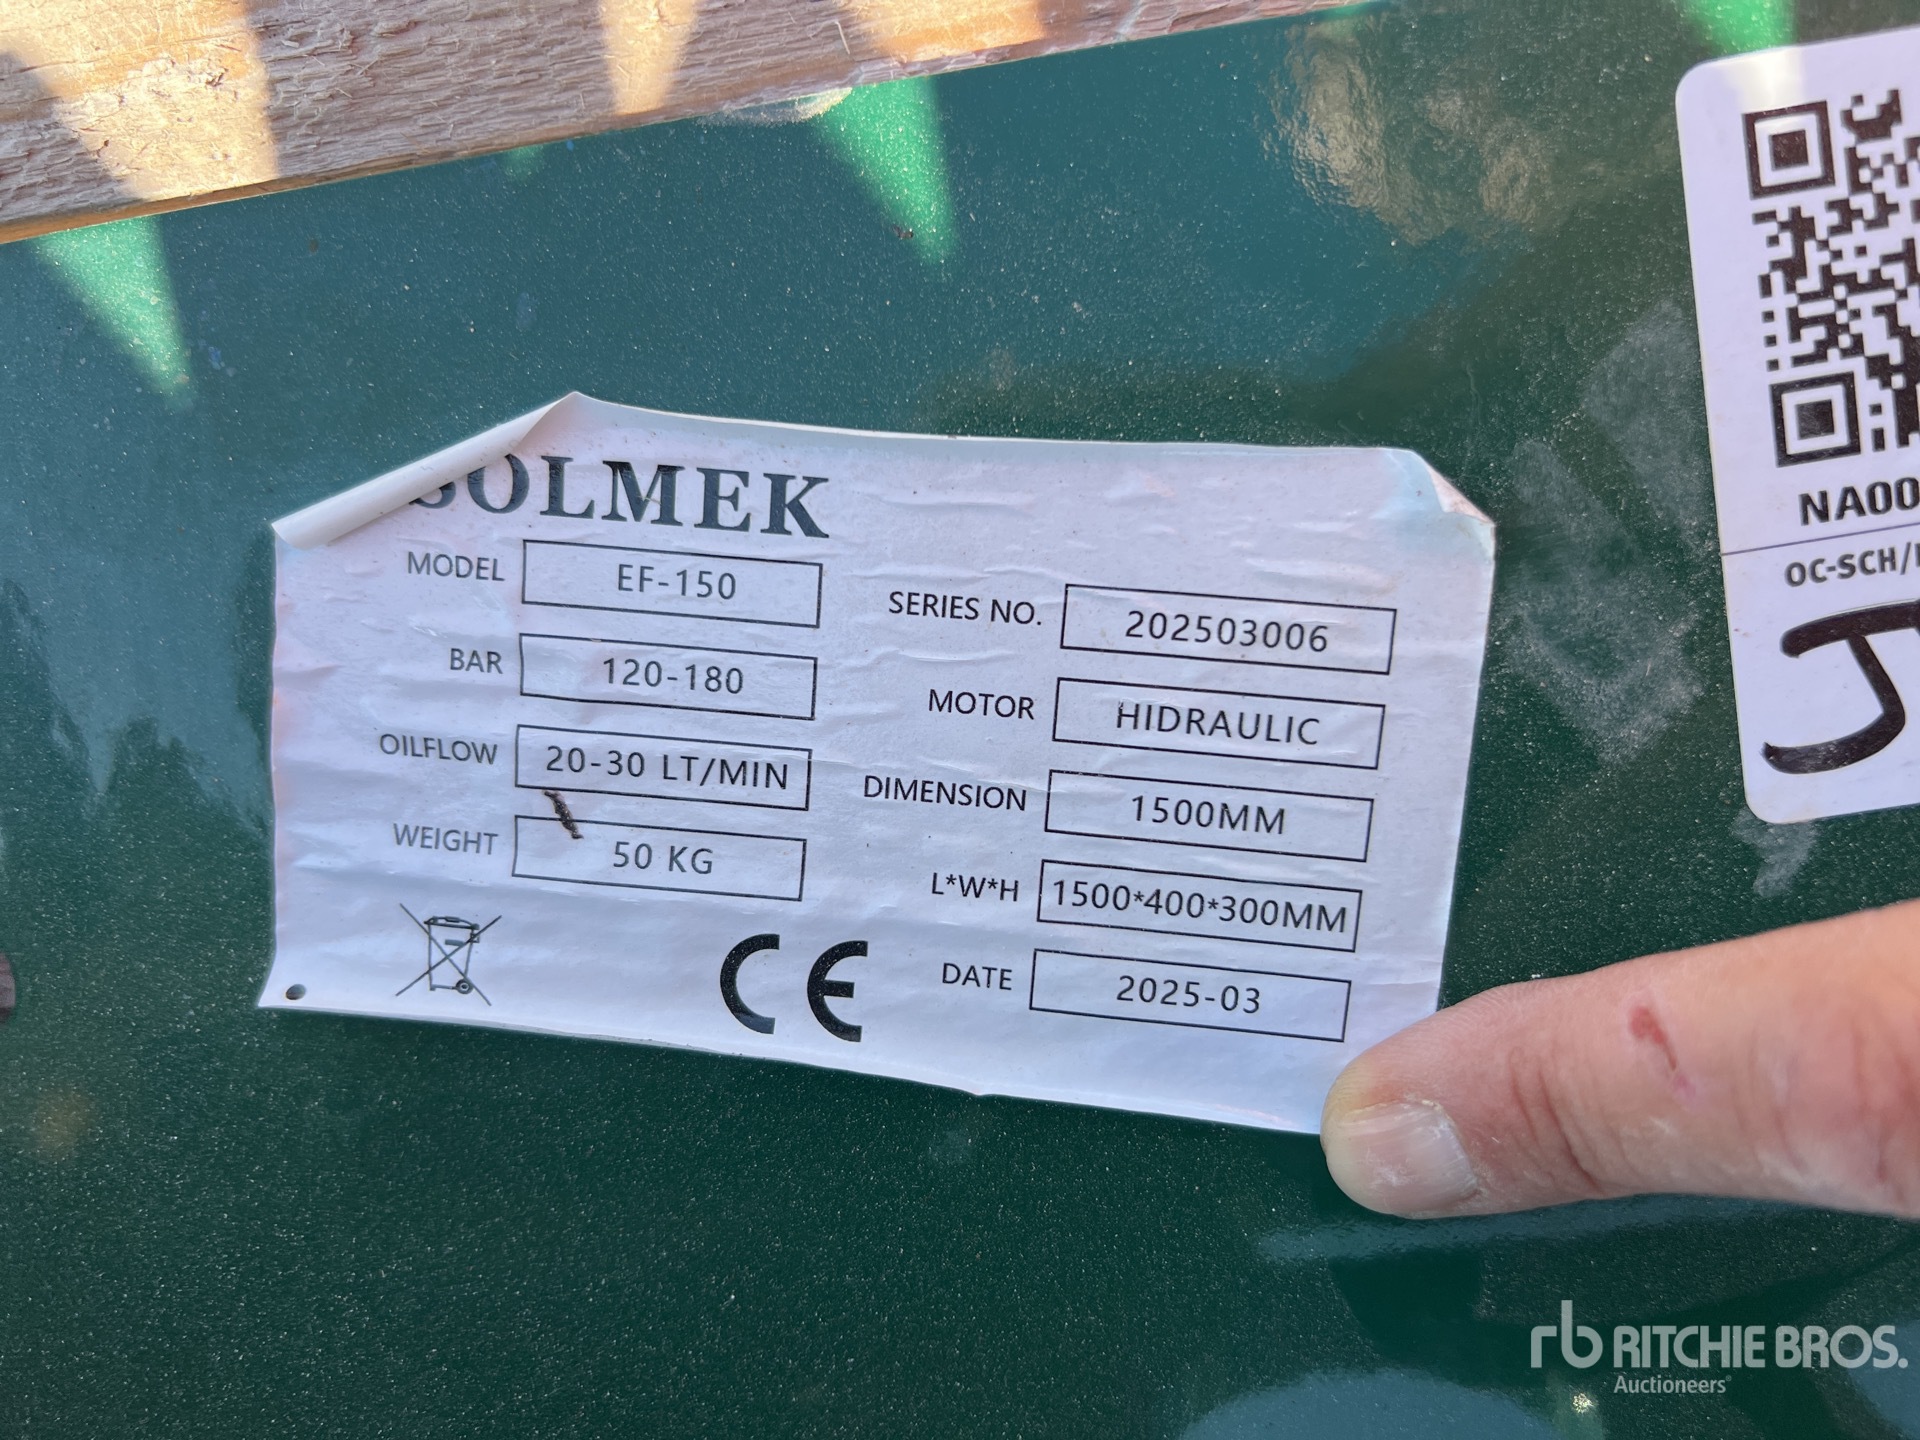 SOLMEK
MODEL EF-150
BAR 120-180
OILFLOW 20-30 LT/MIN
WEIGHT 50 KG
SERIES NO. 202503006
MOTOR HIDRAULIC
DIMENSION 1500MM
L*W*H 1500*400*300MM
DATE 2025-03
CE
NA00
OC-SCH/
rb RITCHIE BROS.
Auctioneers